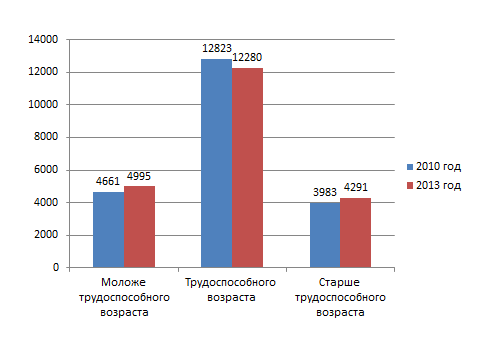 14000
12000
10000
8000
6000
4000
2000
0
4661
4995
12823
12280
3983
4291
Моложе
трудоспособного
возраста
Трудоспособного
возраста
Старше
трудоспособного
возраста
2010 год
2013 год